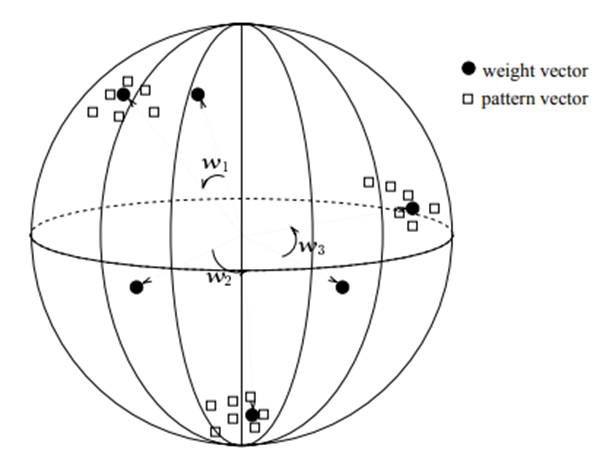 weight vector
pattern vector
w₁
w₃
w₂